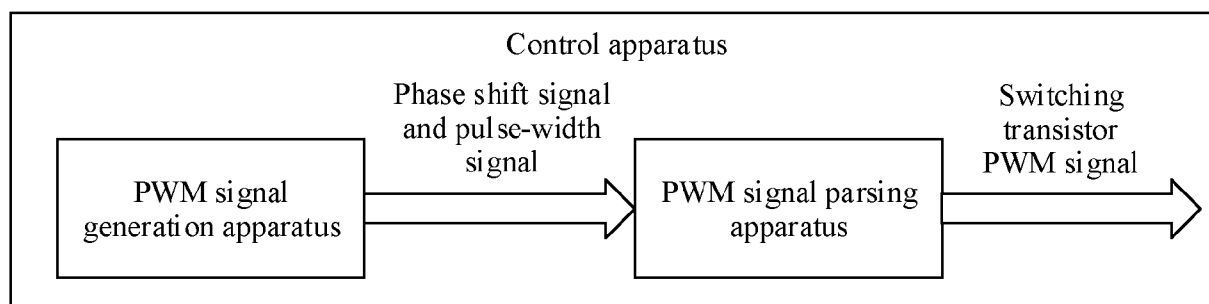 Control apparatus
Phase shift signal
and pulse-width
signal
Switching
transistor
PWM signal
PWM signal
generation apparatus
PWM signal parsing
apparatus